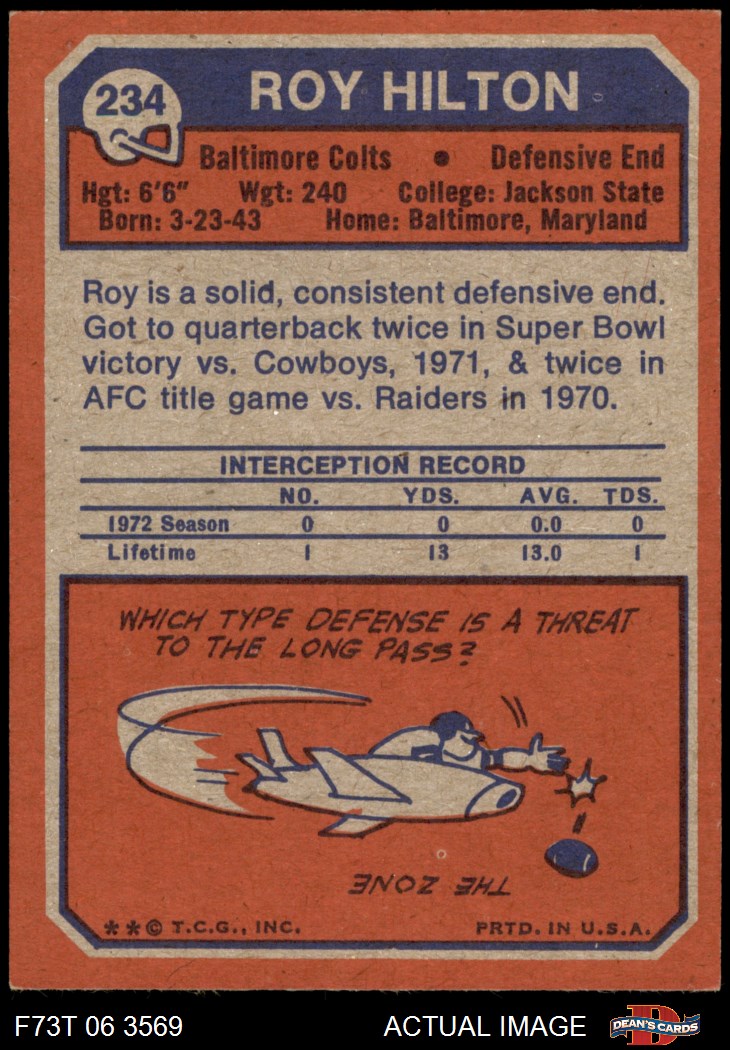 234
ROY HILTON
Baltimore Colts • Defensive End
Hgt: 6'6" Wgt: 240 College: Jackson State
Born: 3-23-43 Home: Baltimore, Maryland
Roy is a solid, consistent defensive end.
Got to quarterback twice in Super Bowl
victory vs. Cowboys, 1971, & twice in
AFC title game vs. Raiders in 1970.
INTERCEPTION RECORD
NO. YDS. AVG. TDS.
1972 Season 0 0 0.0 0
Lifetime 1 13 13.0 1
WHICH TYPE DEFENSE IS A THREAT
TO THE LONG PASS?
THE ZONE
**© T.C.G., INC. PRTD. IN U.S.A.
F73T 06 3569 ACTUAL IMAGE DEAN'S CARDS